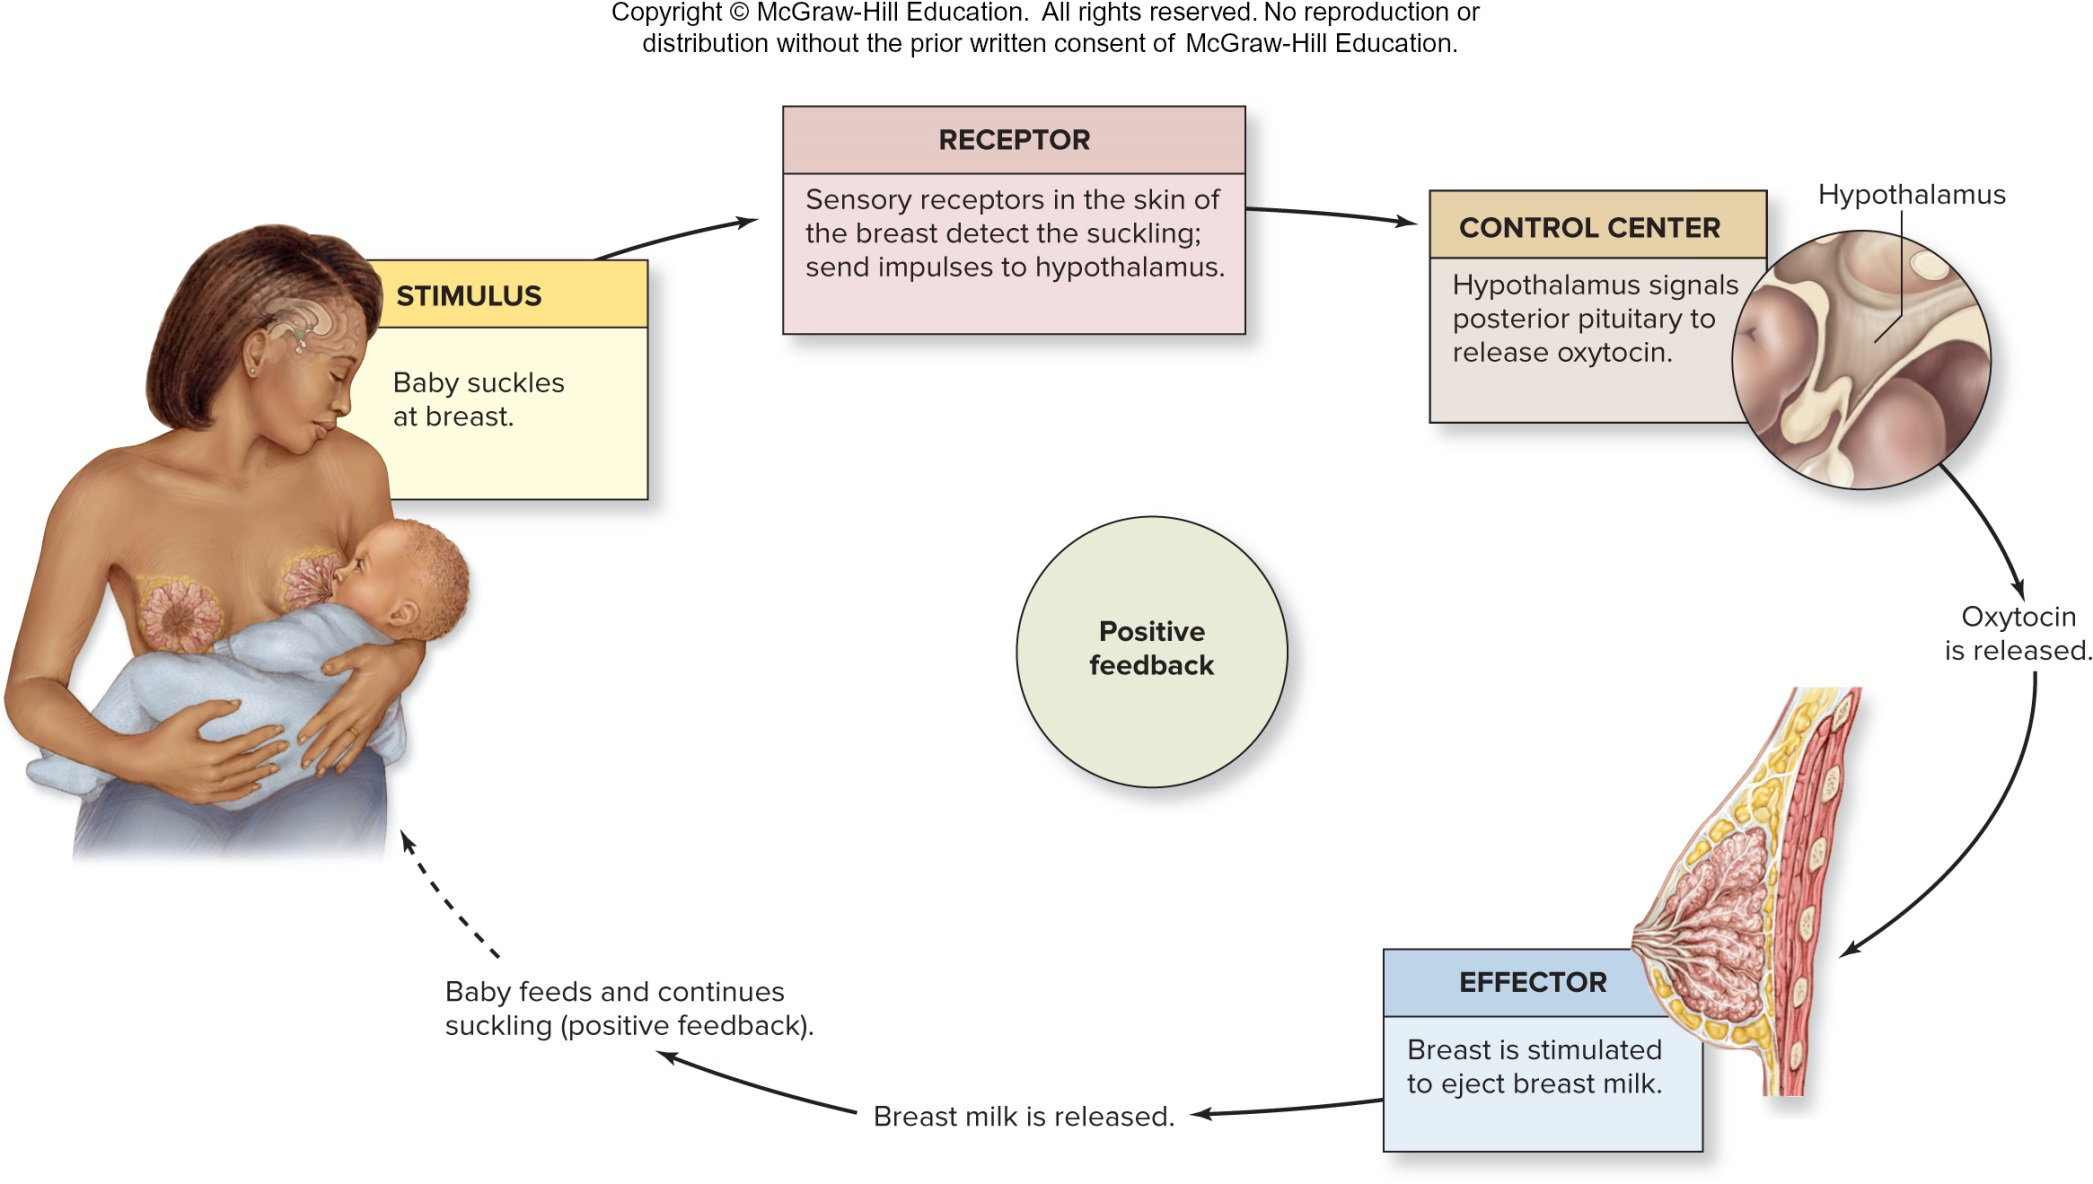 Copyright © McGraw-Hill Education. All rights reserved. No reproduction or
distribution without the prior written consent of McGraw-Hill Education.
STIMULUS
Baby suckles
at breast.
RECEPTOR
Sensory receptors in the skin of
the breast detect the suckling;
send impulses to hypothalamus.
CONTROL CENTER
Hypothalamus signals
posterior pituitary to
release oxytocin.
Hypothalamus
Oxytocin
is released.
Positive
feedback
EFFECTOR
Breast is stimulated
to eject breast milk.
Breast milk is released.
Baby feeds and continues
suckling (positive feedback).